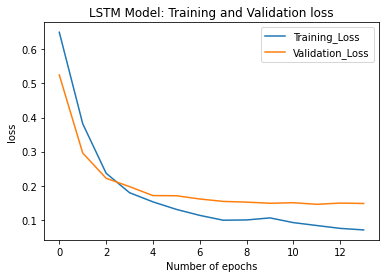 LSTM Model: Training and Validation loss
Training_Loss
Validation_Loss
loss
0.6
0.5
0.4
0.3
0.2
0.1
0 2 4 6 8 10 12
Number of epochs